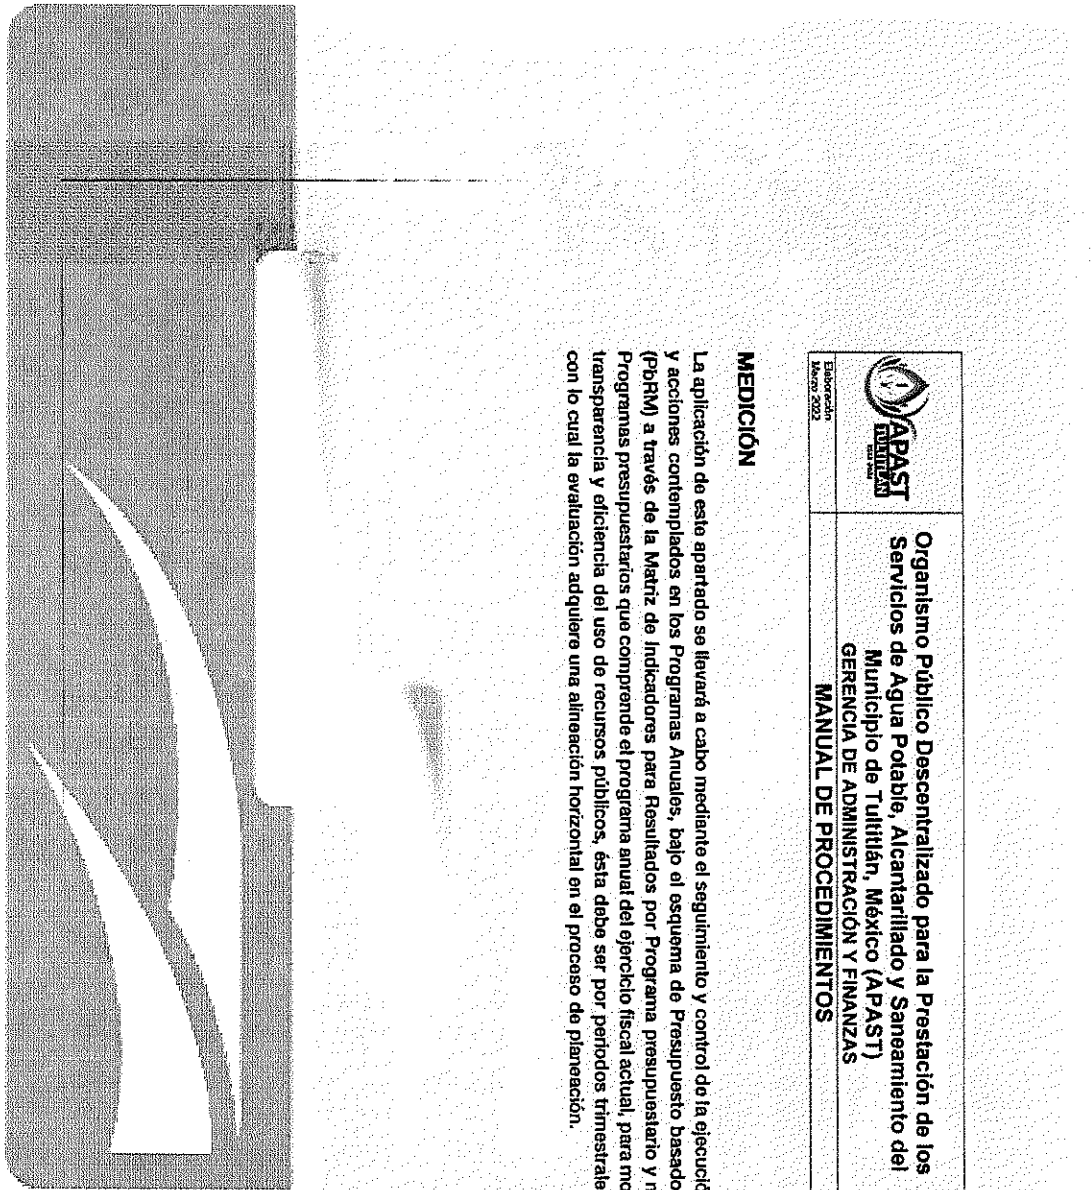 APAST
TULTITLÁN
Organismo Público Descentralizado para la Prestación de los
Servicios de Agua Potable, Alcantarillado y Saneamiento del
Municipio de Tultitlán, México (APAST)
GERENCIA DE ADMINISTRACIÓN Y FINANZAS
Elaboración
Marzo 2022
MANUAL DE PROCEDIMIENTOS
MEDICIÓN
La aplicación de este apartado se llevará a cabo mediante el seguimiento y control de la ejecució
y acciones contemplados en los Programas Anuales, bajo el esquema de Presupuesto basado
(PbRM) a través de la Matriz de Indicadores para Resultados por Programa presupuestario y
Programas presupuestarios que comprende el programa anual del ejercicio fiscal actual, para mo
transparencia y eficiencia del uso de recursos públicos, ésta debe ser por periodos trimestrale
con lo cual la evaluación adquiere una alineación horizontal en el proceso de planeación.